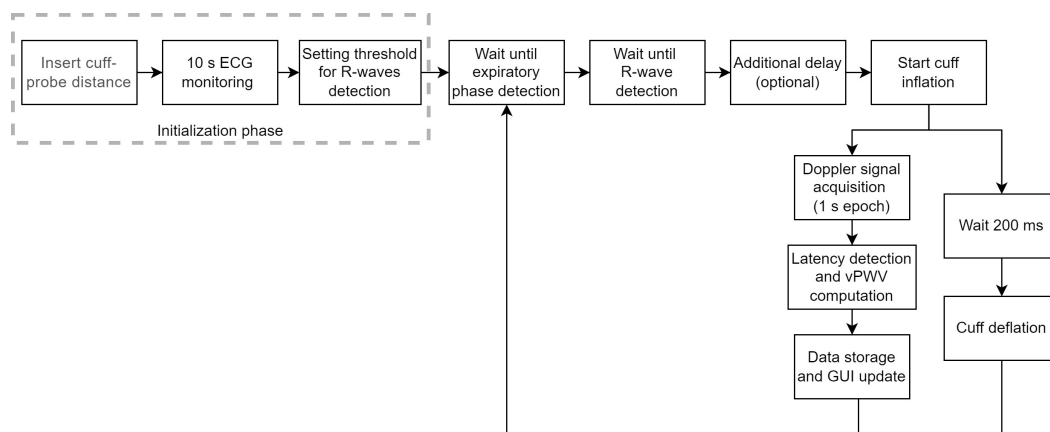 Insert cuff-
probe distance
10 s ECG
monitoring
Setting threshold
for R-waves
detection
Initialization phase
Wait until
expiratory
phase detection
Wait until
R-wave
detection
Additional delay
(optional)
Start cuff
inflation
Doppler signal
acquisition
(1 s epoch)
Latency detection
and vPWV
computation
Data storage
and GUI update
Wait 200 ms
Cuff deflation